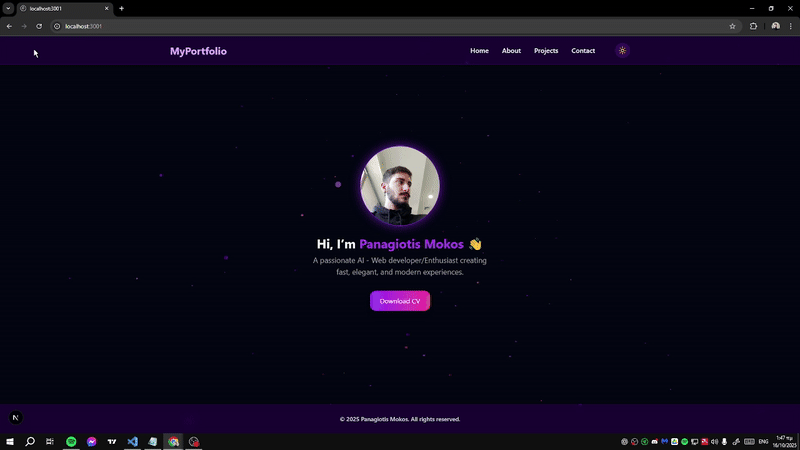 localhost:3001
localhost:3001
MyPortfolio
Home About Projects Contact
Hi, I'm Panagiotis Mokos 👋
A passionate AI - Web developer/Enthusiast creating
fast, elegant, and modern experiences.
Download CV
© 2025 Panagiotis Mokos. All rights reserved.
N
ENG
1:47 πμ
16/10/2025